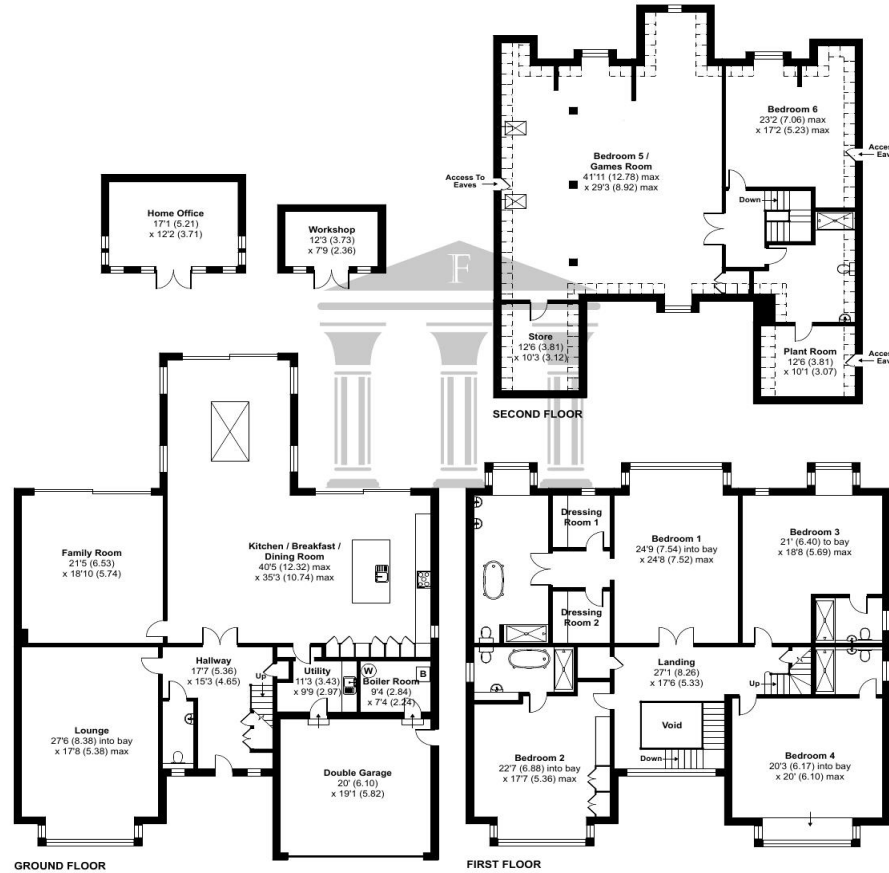 Bedroom 6
23'2 (7.06) max
x 17'2 (5.23) max
Bedroom 5 /
Games Room
41'11 (12.78) max
x 29'3 (8.92) max
Access To
Eaves
Down
Store
12'6 (3.81)
x 10'3 (3.12)
Plant Room
12'6 (3.81)
x 10'1 (3.07)
SECOND FLOOR
Home Office
17'1 (5.21)
x 12'2 (3.71)
Workshop
12'3 (3.73)
x 7'9 (2.36)
F
Family Room
21'5 (6.53)
x 18'10 (5.74)
Kitchen / Breakfast /
Dining Room
40'5 (12.32) max
x 35'3 (10.74) max
Hallway
17'7 (5.36)
x 15'3 (4.65)
Up
Utility
11'3 (3.43)
x 9'9 (2.97)
W
B
Boiler Room
9'4 (2.84)
x 7'4 (2.24)
Lounge
27'6 (8.38) into bay
x 17'8 (5.38) max
Double Garage
20' (6.10)
x 19'1 (5.82)
GROUND FLOOR
Dressing
Room 1
Bedroom 1
24'9 (7.54) into bay
x 24'8 (7.52) max
Bedroom 3
21' (6.40) to bay
x 18'8 (5.69) max
Dressing
Room 2
Landing
27'1 (8.26)
x 17'6 (5.33)
Up
Void
Down
Bedroom 2
22'7 (6.88) into bay
x 17'7 (5.36) max
Bedroom 4
20'3 (6.17) into bay
x 20' (6.10) max
FIRST FLOOR